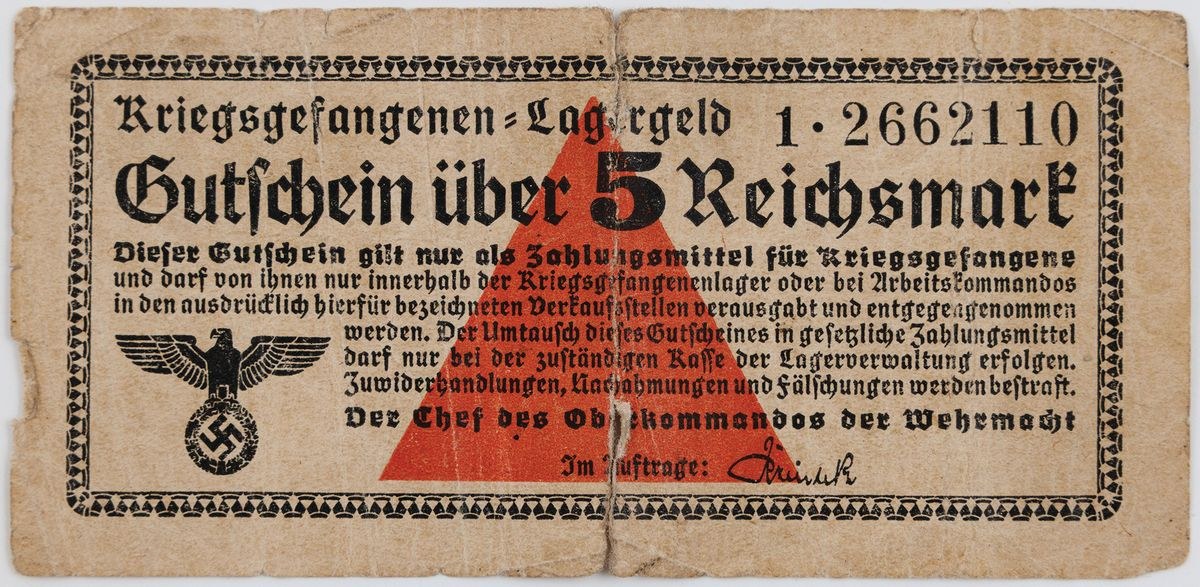 Kriegsgefangenen-Lagergeld 1·2662110
Gutschein über 5 Reichsmark
Dieser Gutschein gilt nur als Zahlungsmittel für Kriegsgefangene
und darf von ihnen nur innerhalb der Kriegsgefangenenlager oder bei Arbeitskommandos
in den ausdrücklich hierfür bezeichneten Verkaufsstellen verausgabt und entgegengenommen
werden. Der Umtausch dieses Gutscheines in gesetzliche Zahlungsmittel
darf nur bei der zuständigen Kasse der Lagerverwaltung erfolgen.
Zuwiderhandlungen, Nachahmungen und Fälschungen werden bestraft.
Der Chef des Oberkommandos der Wehrmacht
Im Auftrage: